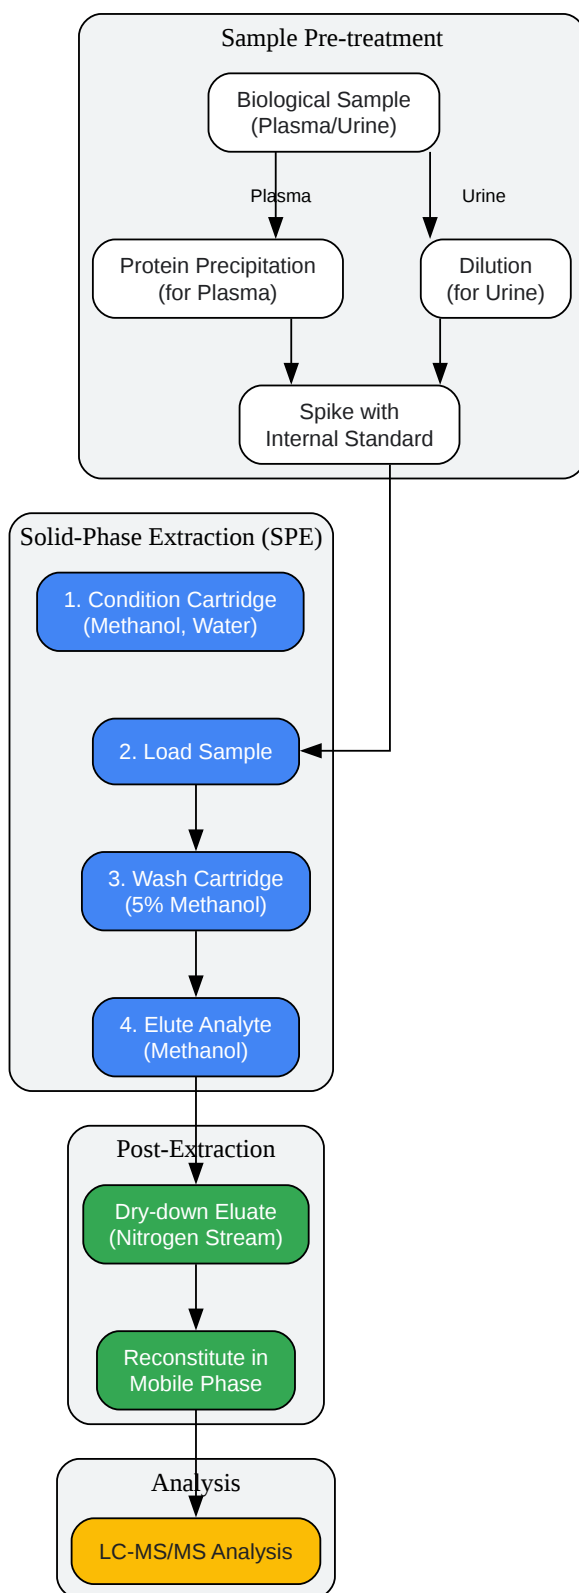 Sample Pre-treatment
Biological Sample
(Plasma/Urine)
Plasma
Urine
Protein Precipitation
(for Plasma)
Dilution
(for Urine)
Spike with
Internal Standard
Solid-Phase Extraction (SPE)
1. Condition Cartridge
(Methanol, Water)
2. Load Sample
3. Wash Cartridge
(5% Methanol)
4. Elute Analyte
(Methanol)
Post-Extraction
Dry-down Eluate
(Nitrogen Stream)
Reconstitute in
Mobile Phase
Analysis
LC-MS/MS Analysis